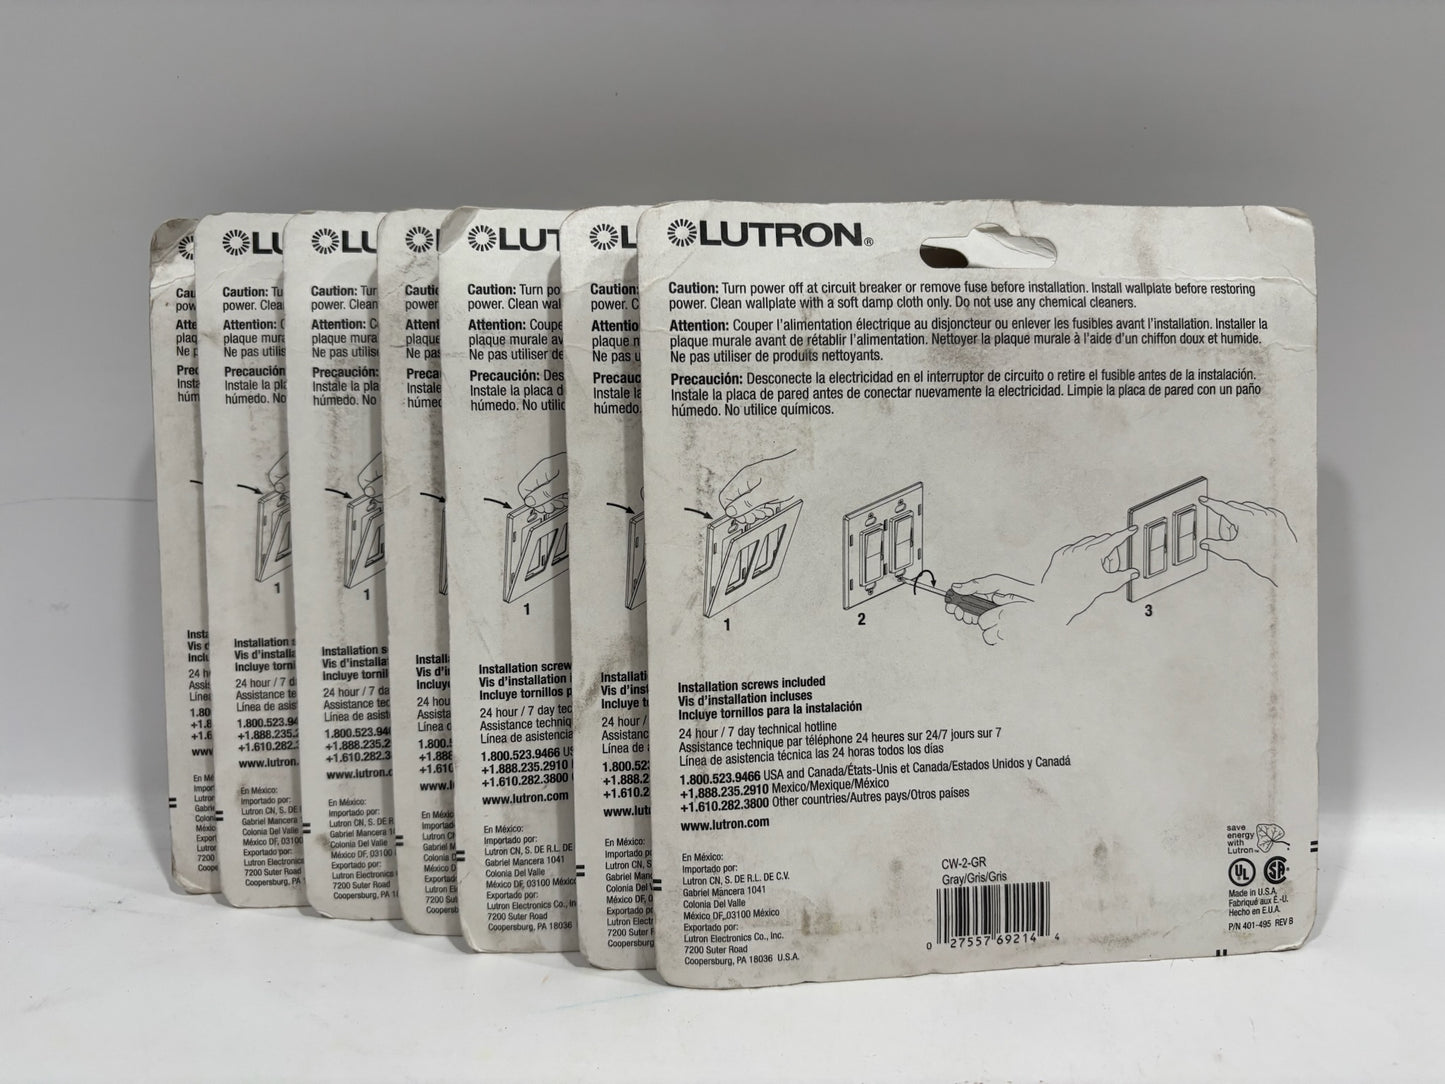 LUTRON®
Caution: Turn power off at circuit breaker or remove fuse before installation. Install wallplate before restoring
power. Clean wallplate with a soft damp cloth only. Do not use any chemical cleaners.
Attention: Couper l'alimentation électrique au disjoncteur ou enlever les fusibles avant l'installation. Installer la
plaque murale avant de rétablir l'alimentation. Nettoyer la plaque murale à l'aide d'un chiffon doux et humide.
Ne pas utiliser de produits nettoyants.
Precaución: Desconecte la electricidad en el interruptor de circuito o retire el fusible antes de la instalación.
Instale la placa de pared antes de conectar nuevamente la electricidad. Limpie la placa de pared con un paño
húmedo. No utilice químicos.
1
2
3
Installation screws included
Vis d'installation incluses
Incluye tornillos para la instalación
24 hour / 7 day technical hotline
Assistance technique par téléphone 24 heures sur 24/7 jours sur 7
Línea de asistencia técnica las 24 horas todos los días
1.800.523.9466 USA and Canada/États-Unis et Canada/Estados Unidos y Canadá
+1.888.235.2910 Mexico/Mexique/México
+1.610.282.3800 Other countries/Autres pays/Otros países
www.lutron.com
En México:
Importado por:
Lutron CN, S. DE R.L. DE C.V.
Gabriel Mancera 1041
Colonia Del Valle
México DF, 03100 México
Exportado por:
Lutron Electronics Co., Inc.
7200 Suter Road
Coopersburg, PA 18036 U.S.A.
CW-2-GR
Gray/Gris/Gris
0 27557 69214 4
save
energy
with
Lutron™
UL
SA
Made in U.S.A.
Fabriqué aux É.-U.
Hecho en E.U.A.
P/N 401-495 REV B